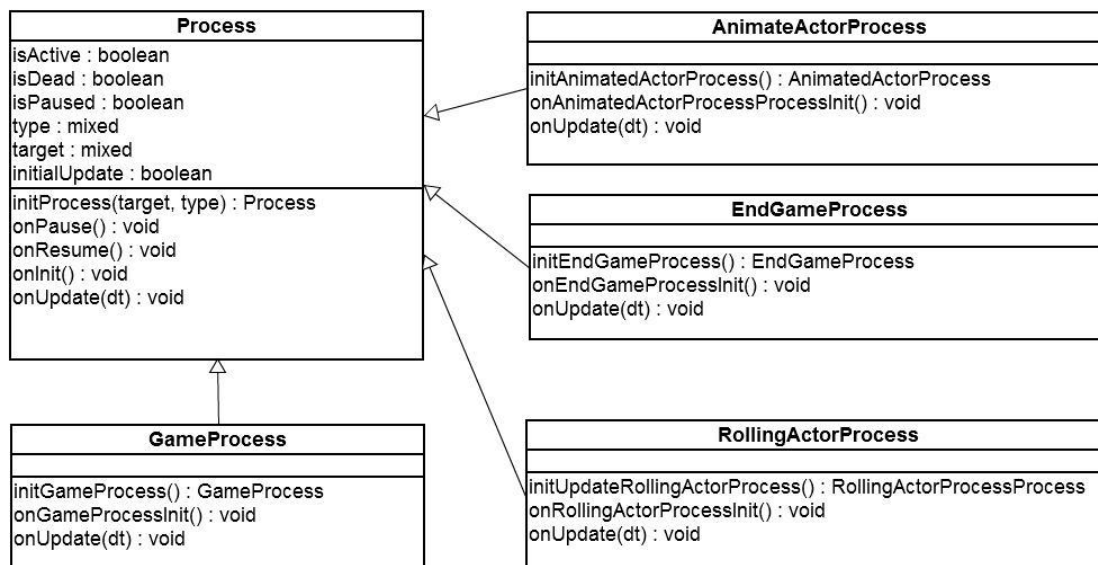 Process
isActive : boolean
isDead : boolean
isPaused : boolean
type : mixed
target : mixed
initialUpdate : boolean
initProcess(target, type) : Process
onPause() : void
onResume() : void
onInit() : void
onUpdate(dt) : void
AnimateActorProcess
initAnimatedActorProcess() : AnimatedActorProcess
onAnimatedActorProcessProcessInit() : void
onUpdate(dt) : void
EndGameProcess
initEndGameProcess() : EndGameProcess
onEndGameProcessInit() : void
onUpdate(dt) : void
GameProcess
initGameProcess() : GameProcess
onGameProcessInit() : void
onUpdate(dt) : void
RollingActorProcess
initUpdateRollingActorProcess() : RollingActorProcessProcess
onRollingActorProcessInit() : void
onUpdate(dt) : void